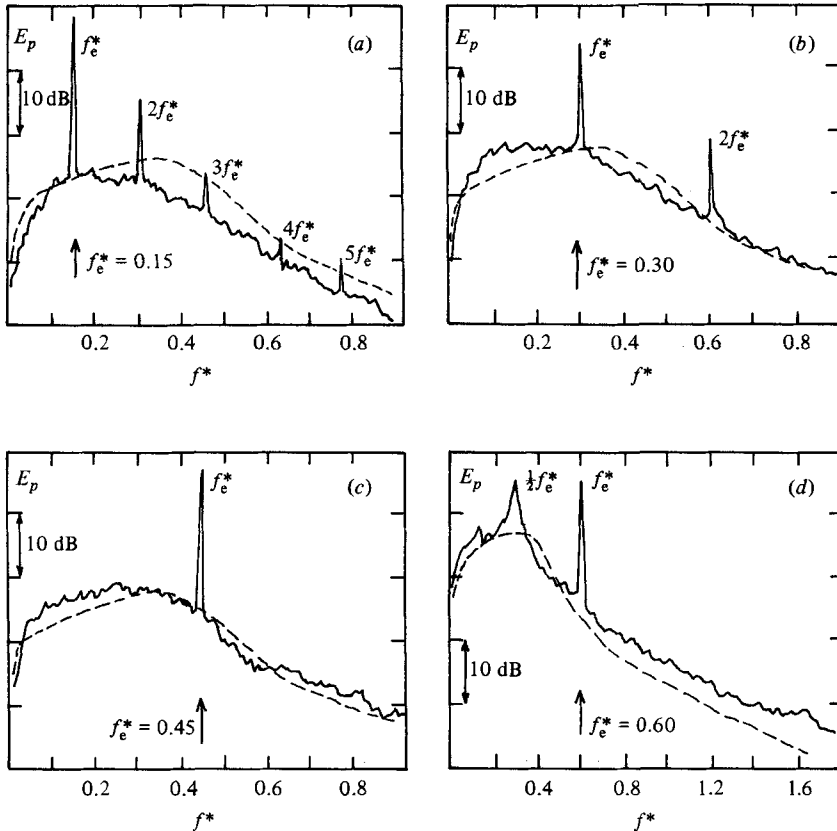 E_p f_e^* (a)
10 dB 2f_e^*
3f_e^*
4f_e^* 5f_e^*
f_e^* = 0.15
0.2 0.4 0.6 0.8
f^*
E_p f_e^* (b)
10 dB 2f_e^*
f_e^* = 0.30
0.2 0.4 0.6 0.8
f^*
E_p f_e^* (c)
10 dB
f_e^* = 0.45
0.2 0.4 0.6 0.8
f^*
E_p ½f_e^* f_e^* (d)
10 dB
f_e^* = 0.60
0.4 0.8 1.2 1.6
f^*